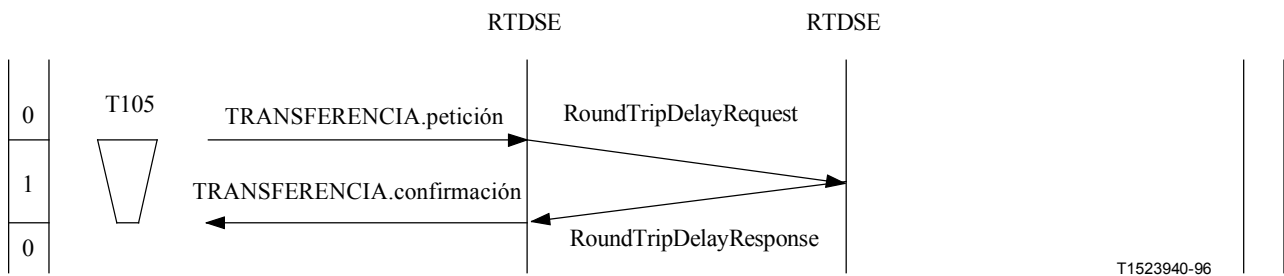 RTDSE RTDSE
T105
0
TRANSFERENCIA.petición RoundTripDelayRequest
1
TRANSFERENCIA.confirmación
RoundTripDelayResponse
0
T1523940-96